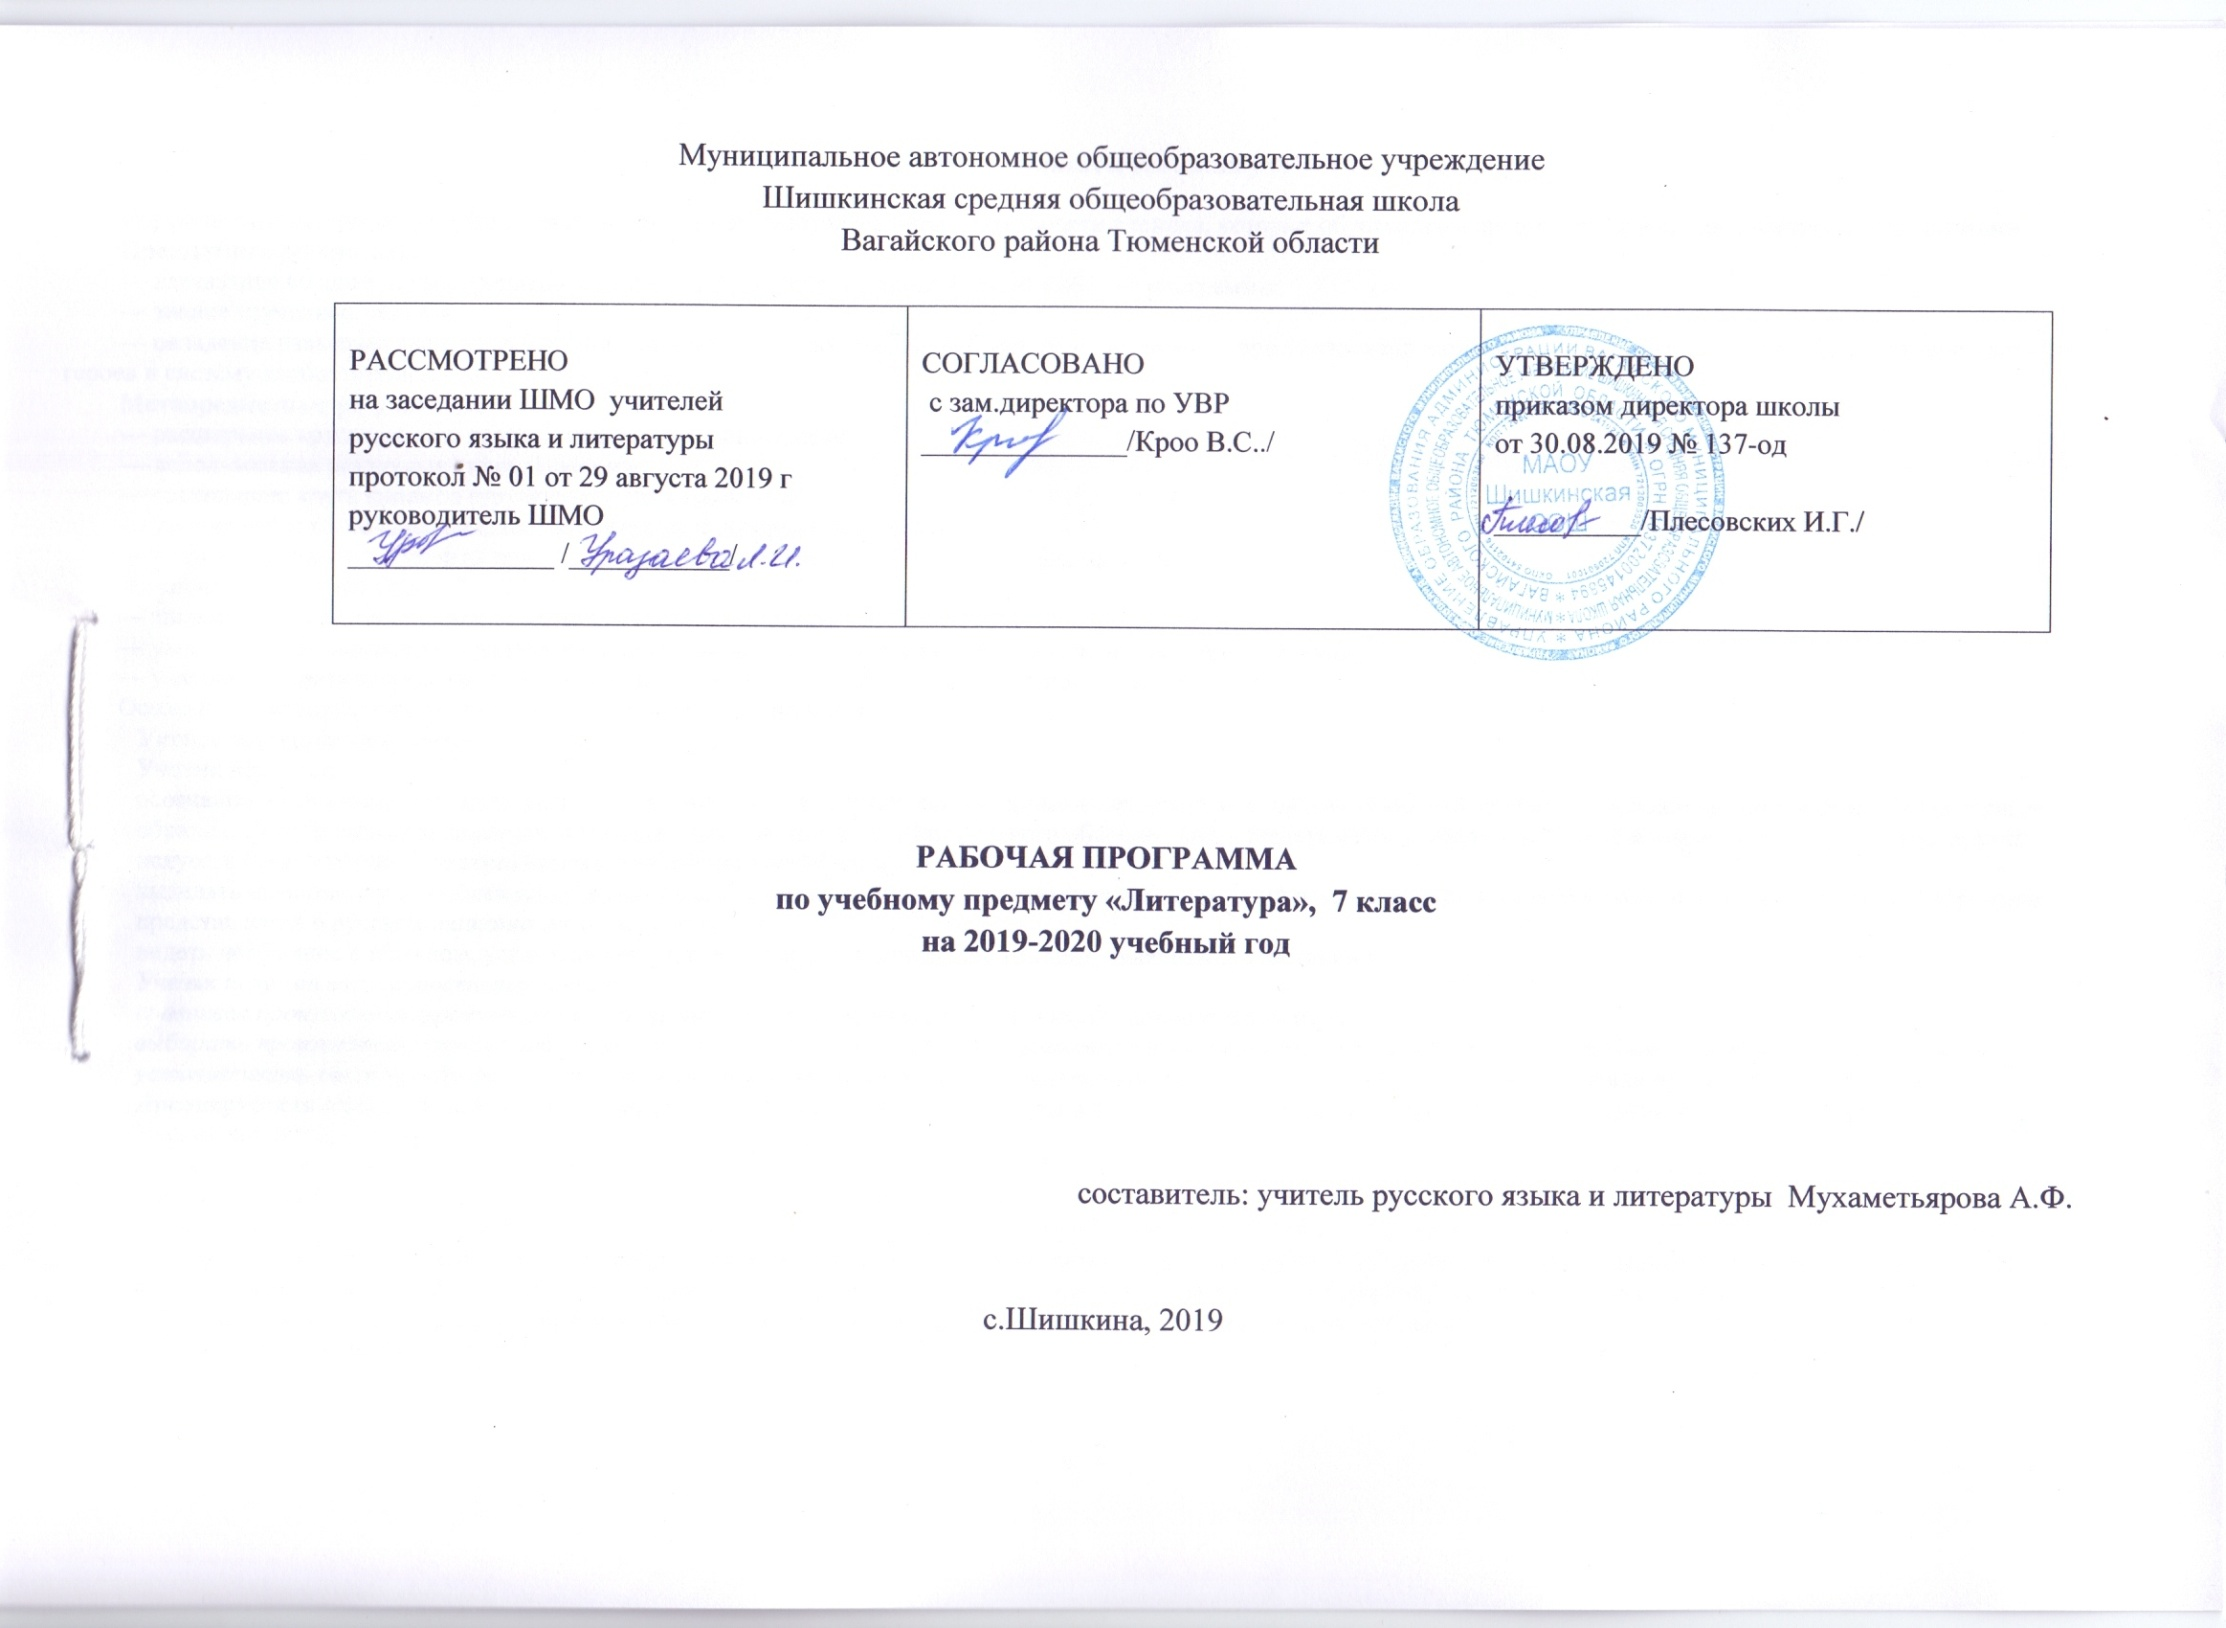 Муниципальное автономное общеобразовательное учреждение
Шишкинская средняя общеобразовательная школа
Вагайского района Тюменской области
РАССМОТРЕНО
на заседании ШМО учителей
русского языка и литературы
протокол № 01 от 29 августа 2019 г
руководитель ШМО
______________ /Уразаева Л.И./
СОГЛАСОВАНО
с зам.директора по УВР
______________/Кроо В.С../
УТВЕРЖДЕНО
приказом директора школы
от 30.08.2019 № 137-од
МАОУ
Шишкинская
__________/Плесовских И.Г./
РАБОЧАЯ ПРОГРАММА
по учебному предмету «Литература», 7 класс
на 2019-2020 учебный год
составитель: учитель русского языка и литературы Мухаметьярова А.Ф.
с.Шишкина, 2019